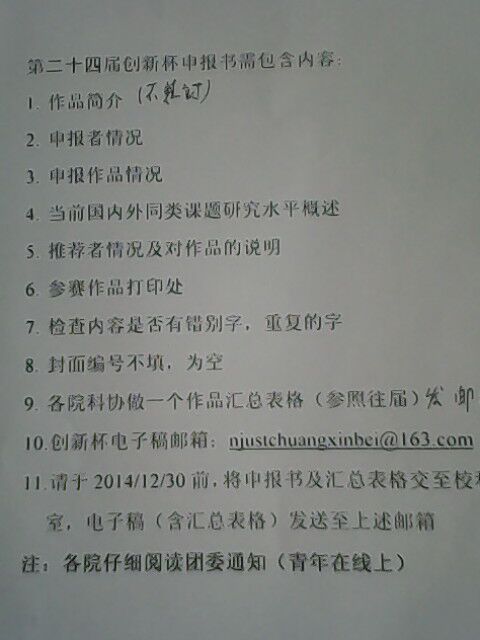 第二十四届创新杯申报书需包含内容:
1. 作品简介 (不装订)
2. 申报者情况
3. 申报作品情况
4. 当前国内外同类课题研究水平概述
5. 推荐者情况及对作品的说明
6. 参赛作品打印处
7. 检查内容是否有错别字，重复的字
8. 封面编号不填，为空
9. 各院科协做一个作品汇总表格（参照往届）发邮
10.创新杯电子稿邮箱：njustchuangxinbei@163.com
11.请于 2014/12/30 前,将申报书及汇总表格交至校科
室，电子稿（含汇总表格）发送至上述邮箱
注：各院仔细阅读团委通知（青年在线上）